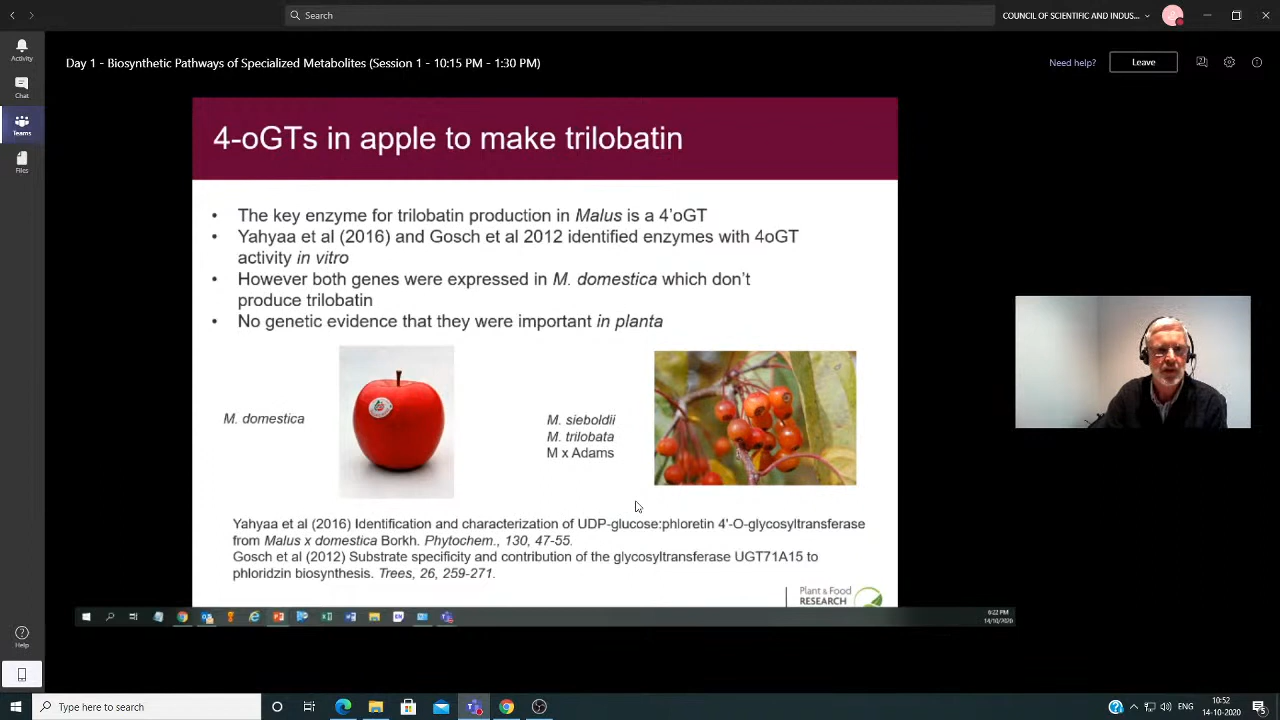 Search
COUNCIL OF SCIENTIFIC AND INDUS...
Activity
Chat
Teams
Files
Help
Day 1 - Biosynthetic Pathways of Specialized Metabolites (Session 1 - 10:15 PM - 1:30 PM)
Need help?
Leave
4-oGTs in apple to make trilobatin
• The key enzyme for trilobatin production in Malus is a 4'oGT
• Yahyaa et al (2016) and Gosch et al 2012 identified enzymes with 4oGT
activity in vitro
• However both genes were expressed in M. domestica which don't
produce trilobatin
• No genetic evidence that they were important in planta
M. domestica
M. sieboldii
M. trilobata
M x Adams
Yahyaa et al (2016) Identification and characterization of UDP-glucose:phloretin 4'-O-glycosyltransferase
from Malus x domestica Borkh. Phytochem., 130, 47-55.
Gosch et al (2012) Substrate specificity and contribution of the glycosyltransferase UGT71A15 to
phloridzin biosynthesis. Trees, 26, 259-271.
Plant & Food
RESEARCH
6:22 PM
14/10/2020
Type here to search
ENG
10:52
14-10-2020